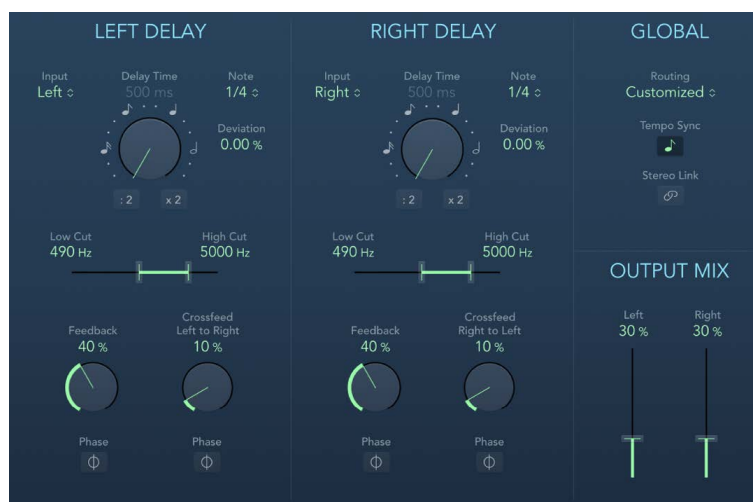 LEFT DELAY
Input
Delay Time
Note
Left
500 ms
1/4
Deviation
0.00 %
: 2
x 2
Low Cut
High Cut
490 Hz
5000 Hz
Feedback
Crossfeed
Left to Right
40 %
10 %
Phase
Phase
RIGHT DELAY
Input
Delay Time
Note
Right
500 ms
1/4
Deviation
0.00 %
: 2
x 2
Low Cut
High Cut
490 Hz
5000 Hz
Feedback
Crossfeed
Right to Left
40 %
10 %
Phase
Phase
GLOBAL
Routing
Customized
Tempo Sync
Stereo Link
OUTPUT MIX
Left
Right
30 %
30 %